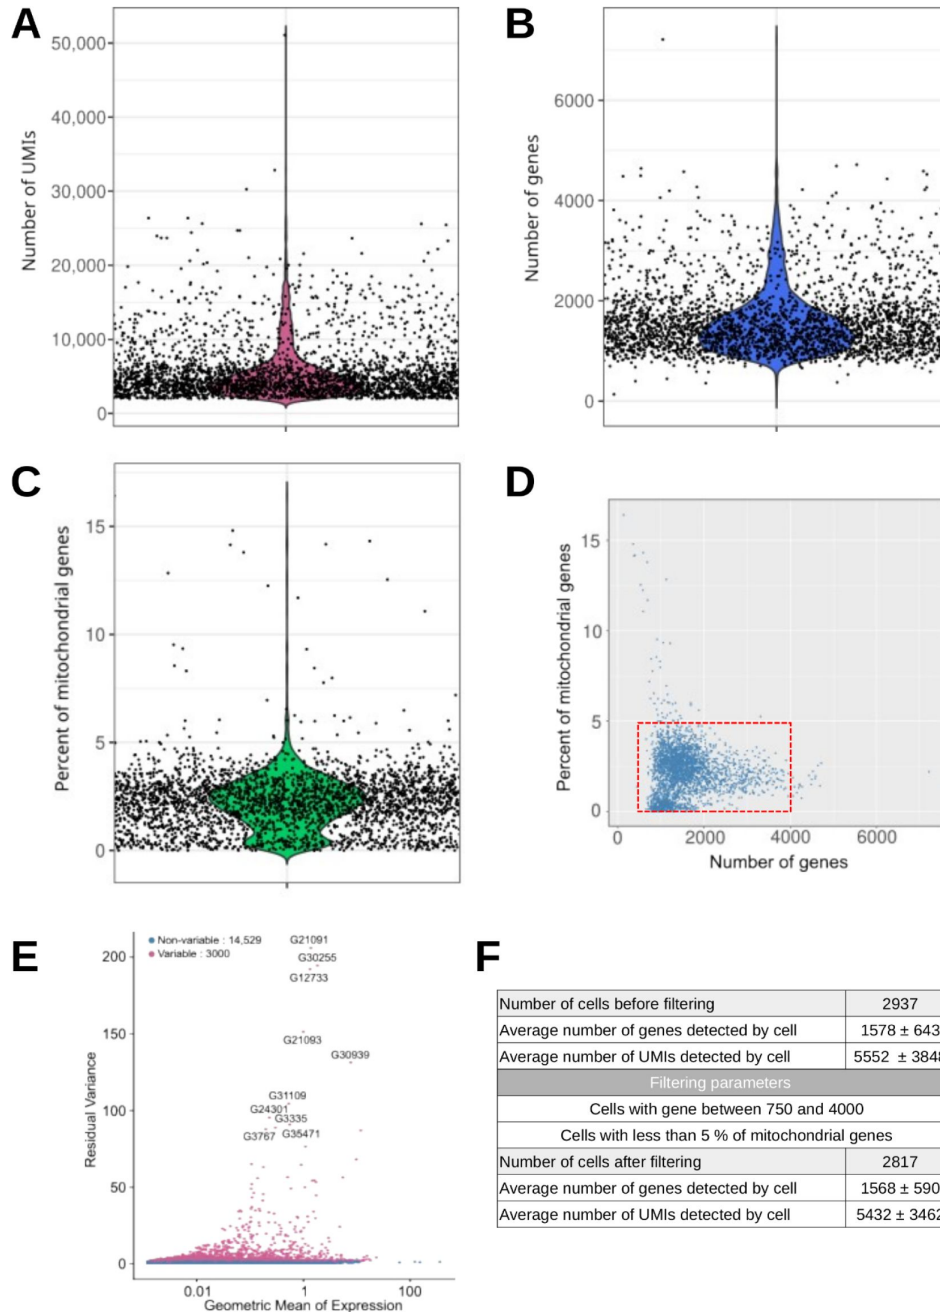 A
Number of UMIs
50,000
40,000
30,000
20,000
10,000
0
B
Number of genes
6000
4000
2000
0
C
Percent of mitochondrial genes
15
10
5
0
D
Percent of mitochondrial genes
15
10
5
0
0 2000 4000 6000
Number of genes
E
Non-variable : 14,529
Variable : 3000
Residual Variance
200
150
100
50
0
G21091
G30255
G12733
G21093
G30939
G31109
G24301
G3335
G3767 G35471
0.01 1 100
Geometric Mean of Expression
F
Number of cells before filtering 2937
Average number of genes detected by cell 1578 ± 643
Average number of UMIs detected by cell 5552 ± 3848
Filtering parameters
Cells with gene between 750 and 4000
Cells with less than 5 % of mitochondrial genes
Number of cells after filtering 2817
Average number of genes detected by cell 1568 ± 590
Average number of UMIs detected by cell 5432 ± 3462